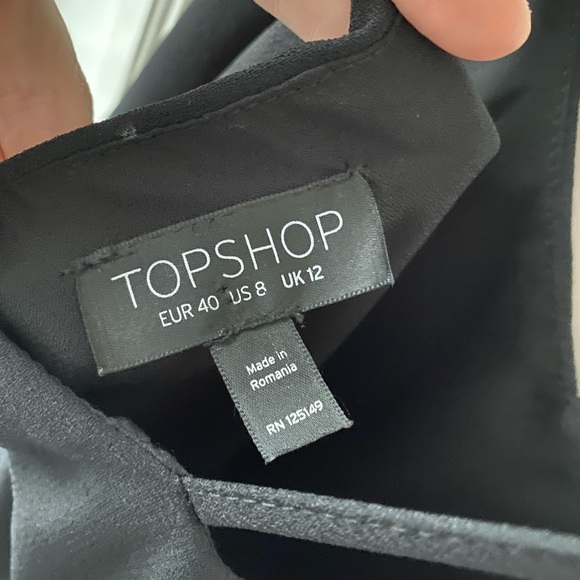 TOPSHOP
EUR 40 US 8 UK 12
Made in
Romania
RN 125149